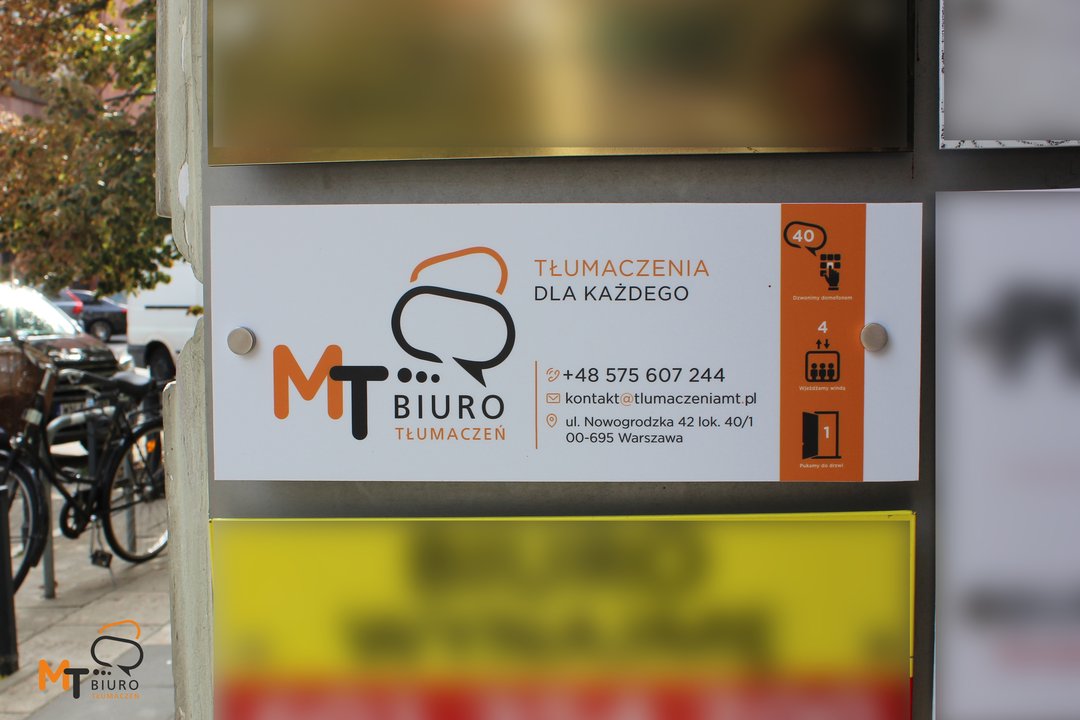 TŁUMACZENIA
DLA KAŻDEGO
MT BIURO
TŁUMACZEŃ
+48 575 607 244
kontakt@tlumaczeniamt.pl
ul. Nowogrodzka 42 lok. 40/1
00-695 Warszawa
40
Dzwonimy domofonem
4
Wjeżdżamy windą
1
Pukamy do drzwi
MT BIURO
TŁUMACZEŃ